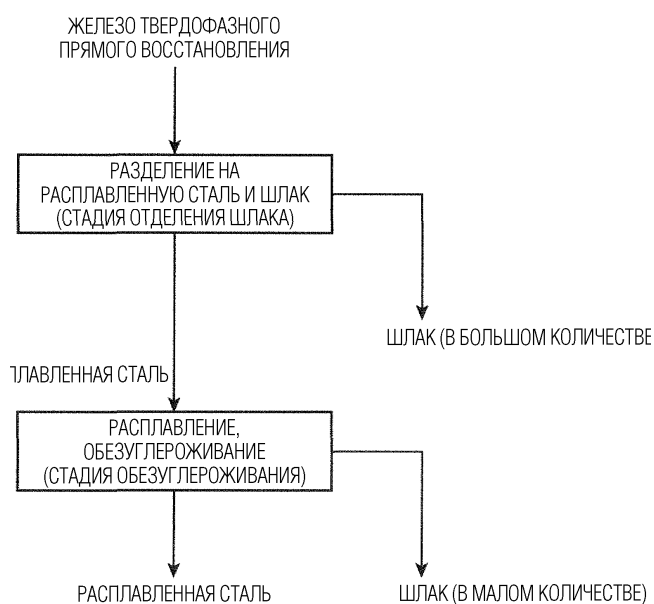 ЖЕЛЕЗО ТВЕРДОФАЗНОГО
ПРЯМОГО ВОССТАНОВЛЕНИЯ
РАЗДЕЛЕНИЕ НА
РАСПЛАВЛЕННУЮ СТАЛЬ И ШЛАК
(СТАДИЯ ОТДЕЛЕНИЯ ШЛАКА)
ШЛАК (В БОЛЬШОМ КОЛИЧЕСТВЕ
ПЛАВЛЕННАЯ СТАЛЬ
РАСПЛАВЛЕНИЕ,
ОБЕЗУГЛЕРОЖИВАНИЕ
(СТАДИЯ ОБЕЗУГЛЕРОЖИВАНИЯ)
РАСПЛАВЛЕННАЯ СТАЛЬ
ШЛАК (В МАЛОМ КОЛИЧЕСТВЕ)